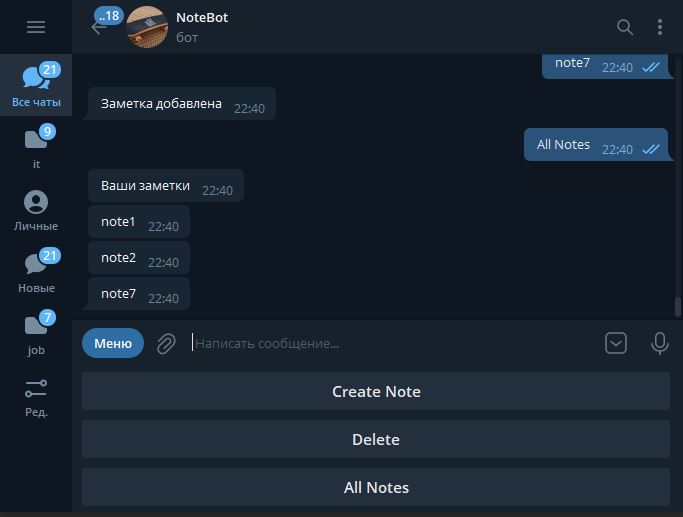 ..18
NoteBot
бот
21
Все чаты
9
it
Личные
21
Новые
7
job
Ред.
note7 22:40
Заметка добавлена 22:40
All Notes 22:40
Ваши заметки 22:40
note1 22:40
note2 22:40
note7 22:40
Меню
Написать сообщение...
Create Note
Delete
All Notes